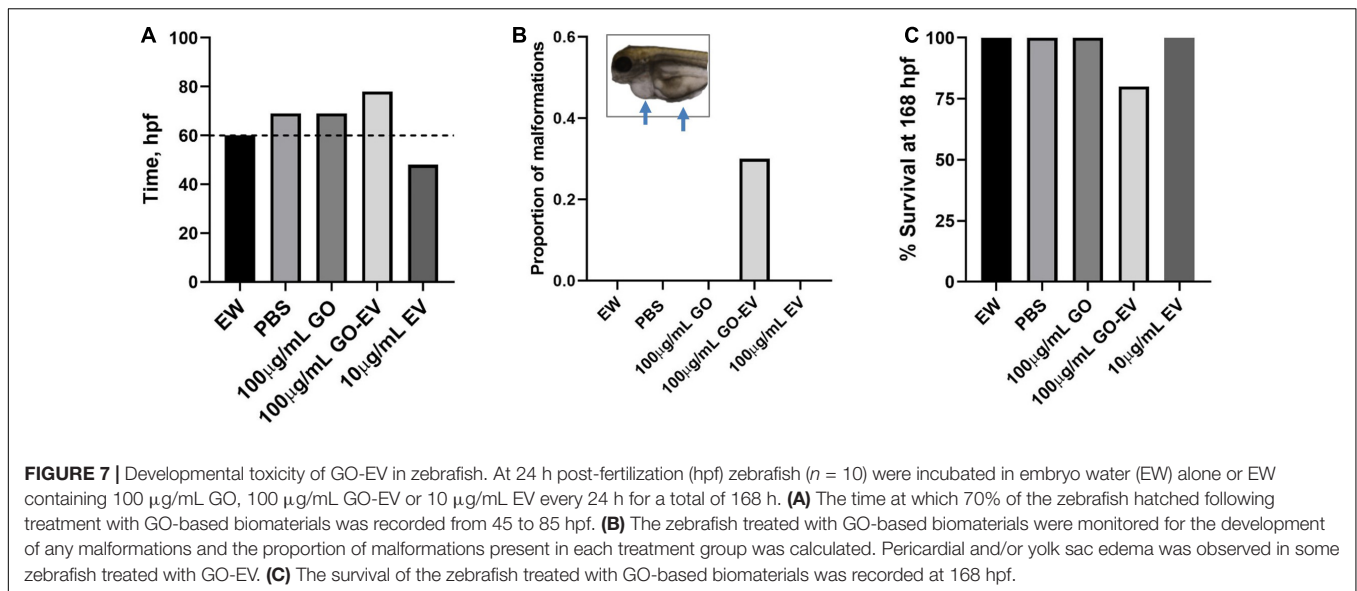 A
100
80
60
40
20
0
Time, hpf
EW
PBS
100μg/mL GO
100μg/mL GO-EV
10μg/mL EV
B
0.6
0.4
0.2
0.0
Proportion of malformations
EW
PBS
100μg/mL GO
100μg/mL GO-EV
100μg/mL EV
C
100
75
50
25
0
% Survival at 168 hpf
EW
PBS
100μg/mL GO
100μg/mL GO-EV
10μg/mL EV
FIGURE 7 | Developmental toxicity of GO-EV in zebrafish. At 24 h post-fertilization (hpf) zebrafish (n = 10) were incubated in embryo water (EW) alone or EW
containing 100 μg/mL GO, 100 μg/mL GO-EV or 10 μg/mL EV every 24 h for a total of 168 h. (A) The time at which 70% of the zebrafish hatched following
treatment with GO-based biomaterials was recorded from 45 to 85 hpf. (B) The zebrafish treated with GO-based biomaterials were monitored for the development
of any malformations and the proportion of malformations present in each treatment group was calculated. Pericardial and/or yolk sac edema was observed in some
zebrafish treated with GO-EV. (C) The survival of the zebrafish treated with GO-based biomaterials was recorded at 168 hpf.